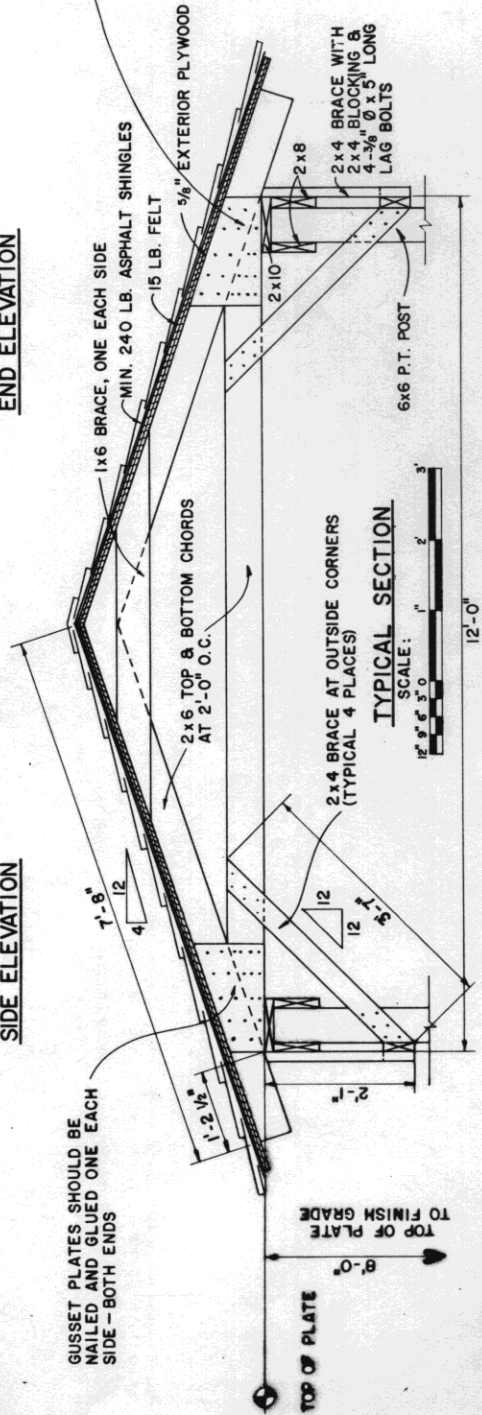 SIDE ELEVATION
END ELEVATION
GUSSET PLATES SHOULD BE
NAILED AND GLUED ONE EACH
SIDE – BOTH ENDS
7'-8"
12
4
1x6 BRACE, ONE EACH SIDE
MIN. 240 LB. ASPHALT SHINGLES
15 LB. FELT
5/8" EXTERIOR PLYWOOD
1'-2 1/2"
2x6 TOP & BOTTOM CHORDS
AT 2'-0" O.C.
2x10
2x8
2x4 BRACE WITH
2x4 BLOCKING &
4-3/8" Ø x 5" LONG
LAG BOLTS
TOP OF PLATE
8'-0"
TOP OF PLATE
TO FINISH GRADE
2'-1"
12
12
3'-7"
2x4 BRACE AT OUTSIDE CORNERS
(TYPICAL 4 PLACES)
6x6 P.T. POST
TYPICAL SECTION
SCALE:
12" 9" 6" 3" 0 1" 2' 3'
12'-0"